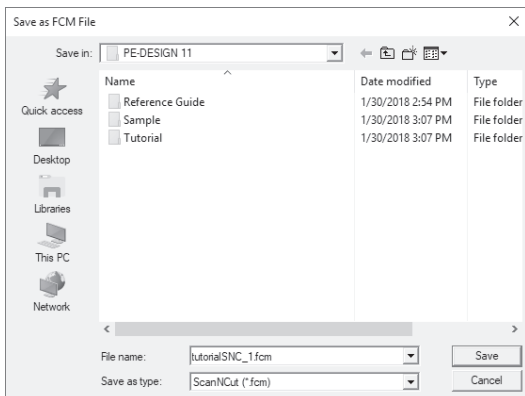 Save as FCM File
Save in: PE-DESIGN 11
Name Date modified Type
Reference Guide 1/30/2018 2:54 PM File folder
Sample 1/30/2018 3:07 PM File folder
Tutorial 1/30/2018 3:07 PM File folder
Quick access
Desktop
Libraries
This PC
Network
File name: tutorialSNC_1.fcm Save
Save as type: ScanNCut (*.fcm) Cancel